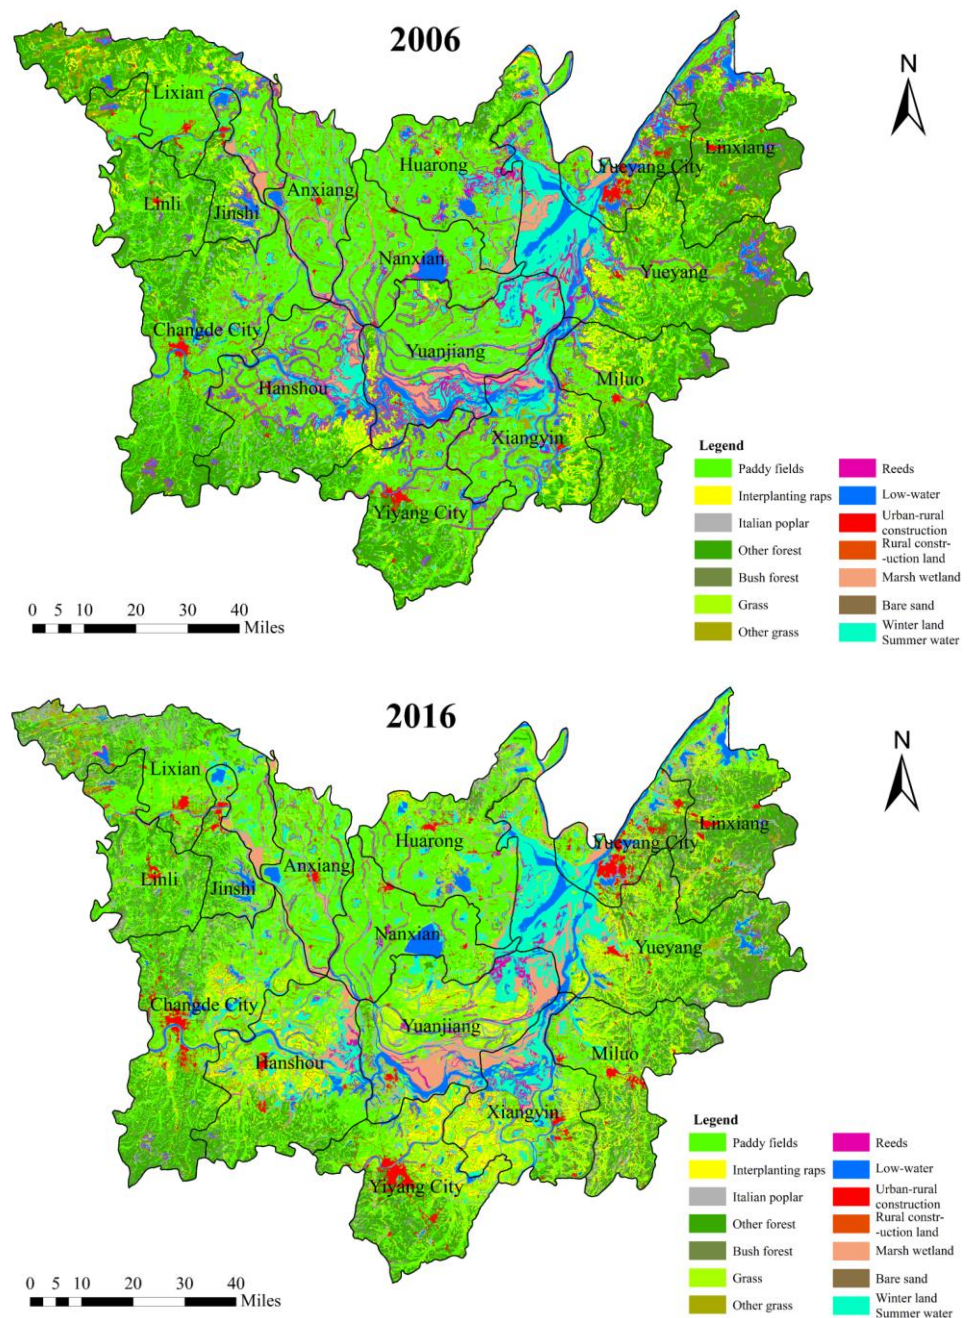 2006
N
Lixian
Huarong
Yueyang City
Linxiang
Linli
Jinshi
Anxiang
Nanxian
Yueyang
Changde City
Yuanjiang
Hanshou
Miluo
Xiangyin
Yiyang City
Legend
Paddy fields
Reeds
Interplanting raps
Low-water
Italian poplar
Urban-rural
construction
Other forest
Rural constr-
-uction land
Bush forest
Marsh wetland
Grass
Bare sand
Other grass
Winter land
Summer water
0 5 10 20 30 40
Miles
2016
N
Lixian
Huarong
Yueyang City
Linxiang
Linli
Jinshi
Anxiang
Nanxian
Yueyang
Changde City
Yuanjiang
Hanshou
Miluo
Xiangyin
Yiyang City
Legend
Paddy fields
Reeds
Interplanting raps
Low-water
Italian poplar
Urban-rural
construction
Other forest
Rural constr-
-uction land
Bush forest
Marsh wetland
Grass
Bare sand
Other grass
Winter land
Summer water
0 5 10 20 30 40
Miles